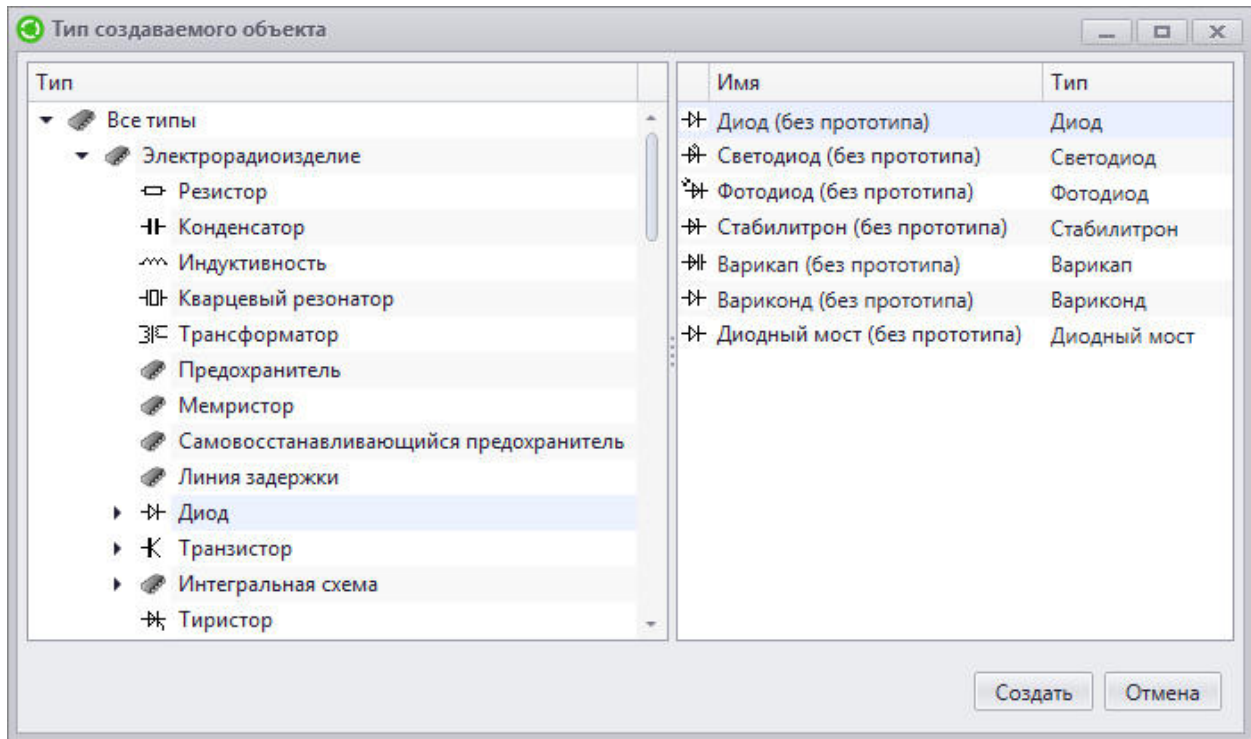 Тип создаваемого объекта
Тип
Все типы
Электрорадиоизделие
Резистор
Конденсатор
Индуктивность
Кварцевый резонатор
Трансформатор
Предохранитель
Мемристор
Самовосстанавливающийся предохранитель
Линия задержки
Диод
Транзистор
Интегральная схема
Тиристор
Имя Тип
Диод (без прототипа) Диод
Светодиод (без прототипа) Светодиод
Фотодиод (без прототипа) Фотодиод
Стабилитрон (без прототипа) Стабилитрон
Варикап (без прототипа) Варикап
Вариконд (без прототипа) Вариконд
Диодный мост (без прототипа) Диодный мост
Создать Отмена